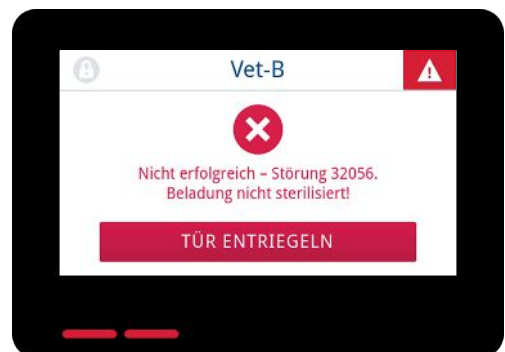 Vet-B
Nicht erfolgreich – Störung 32056.
Beladung nicht sterilisiert!
TÜR ENTRIEGELN